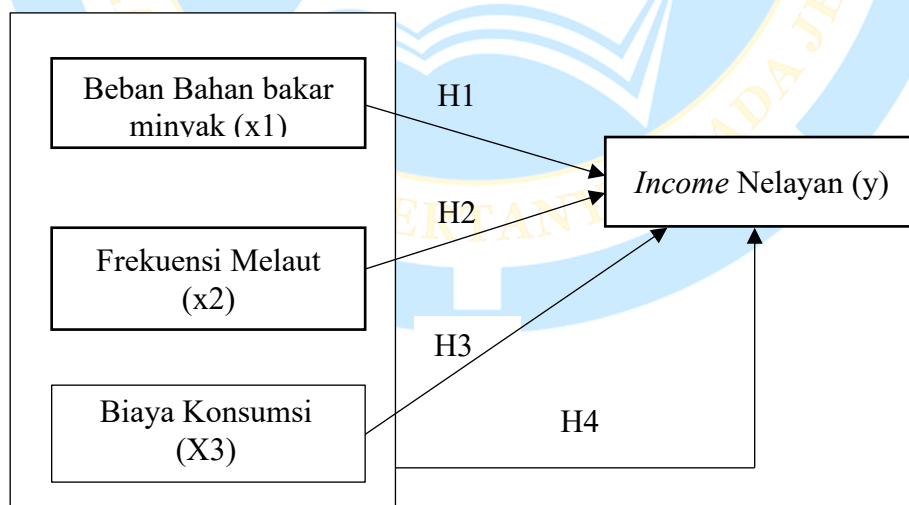 Beban Bahan bakar
minyak (x1)
H1
Income Nelayan (y)
H2
Frekuensi Melaut
(x2)
H3
Biaya Konsumsi
(X3)
H4